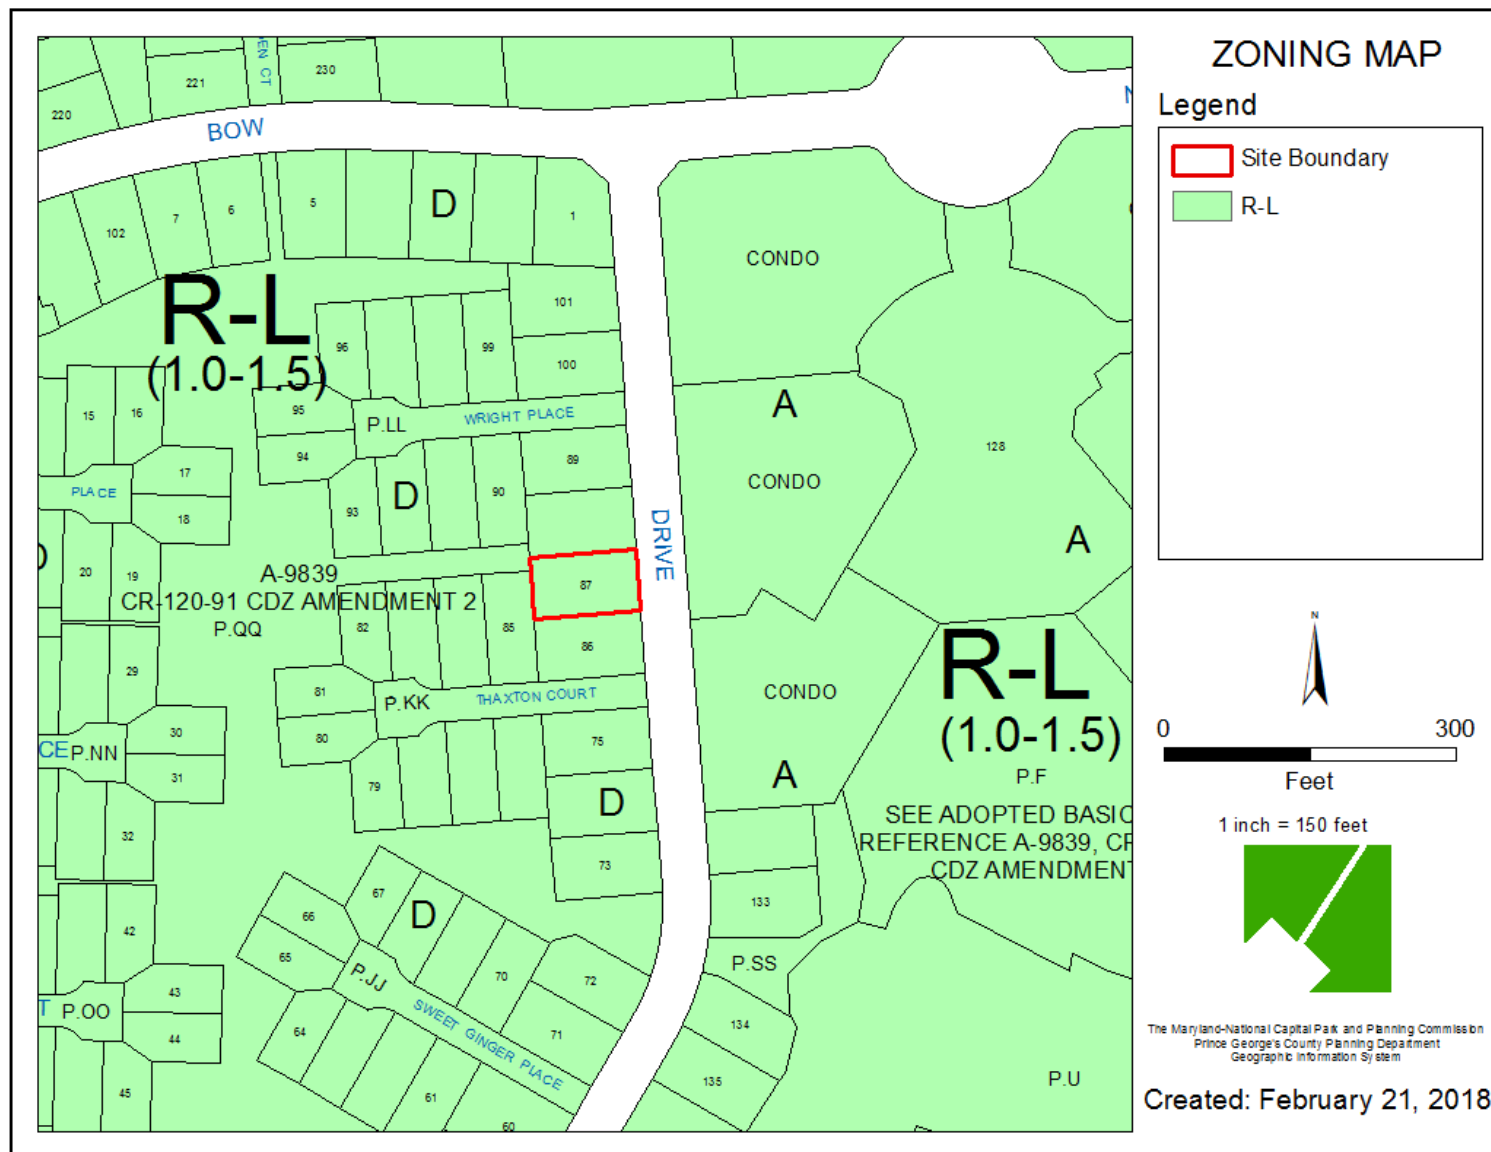 ZONING MAP
Legend
Site Boundary
R-L
N
0 300
Feet
1 inch = 150 feet
The Maryland-National Capital Park and Planning Commission
Prince George's County Planning Department
Geographic Information System
Created: February 21, 2018
DEN CT
221
230
220
BOW
N
102
7
6
5
D
1
CONDO
R-L
(1.0-1.5)
101
96
99
100
95
P.LL
WRIGHT PLACE
A
15
16
94
89
CONDO
128
17
PLACE
18
93
D
90
DRIVE
A
20
19
A-9839
87
CR-120-91 CDZ AMENDMENT 2
P.QQ
82
85
86
R-L
(1.0-1.5)
29
81
P.KK
THAXTON COURT
CONDO
30
80
75
CE
P.NN
31
79
D
A
P.F
32
73
SEE ADOPTED BASIC
REFERENCE A-9839, CR
CDZ AMENDMENT
67
D
66
133
42
65
70
72
P.SS
43
P.JJ
SWEET GINGER PLACE
T
P.OO
44
64
71
134
45
61
60
135
P.U